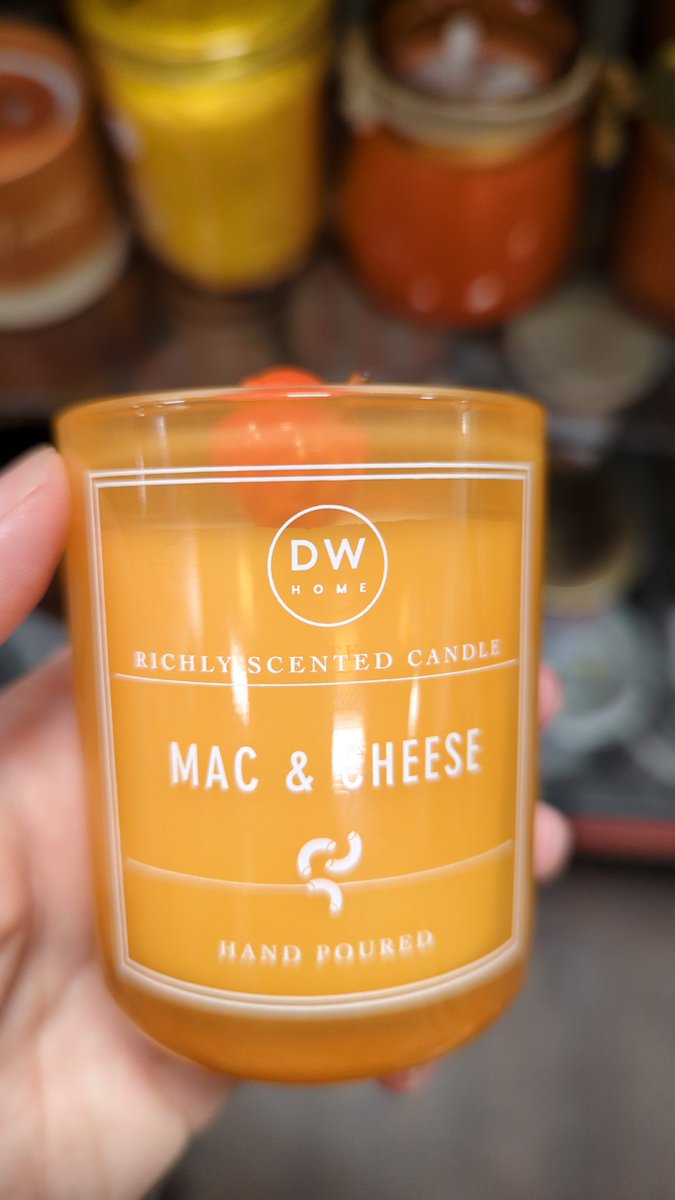 DW
HOME
RICHLY SCENTED CANDLE
MAC & CHEESE
HAND POURED